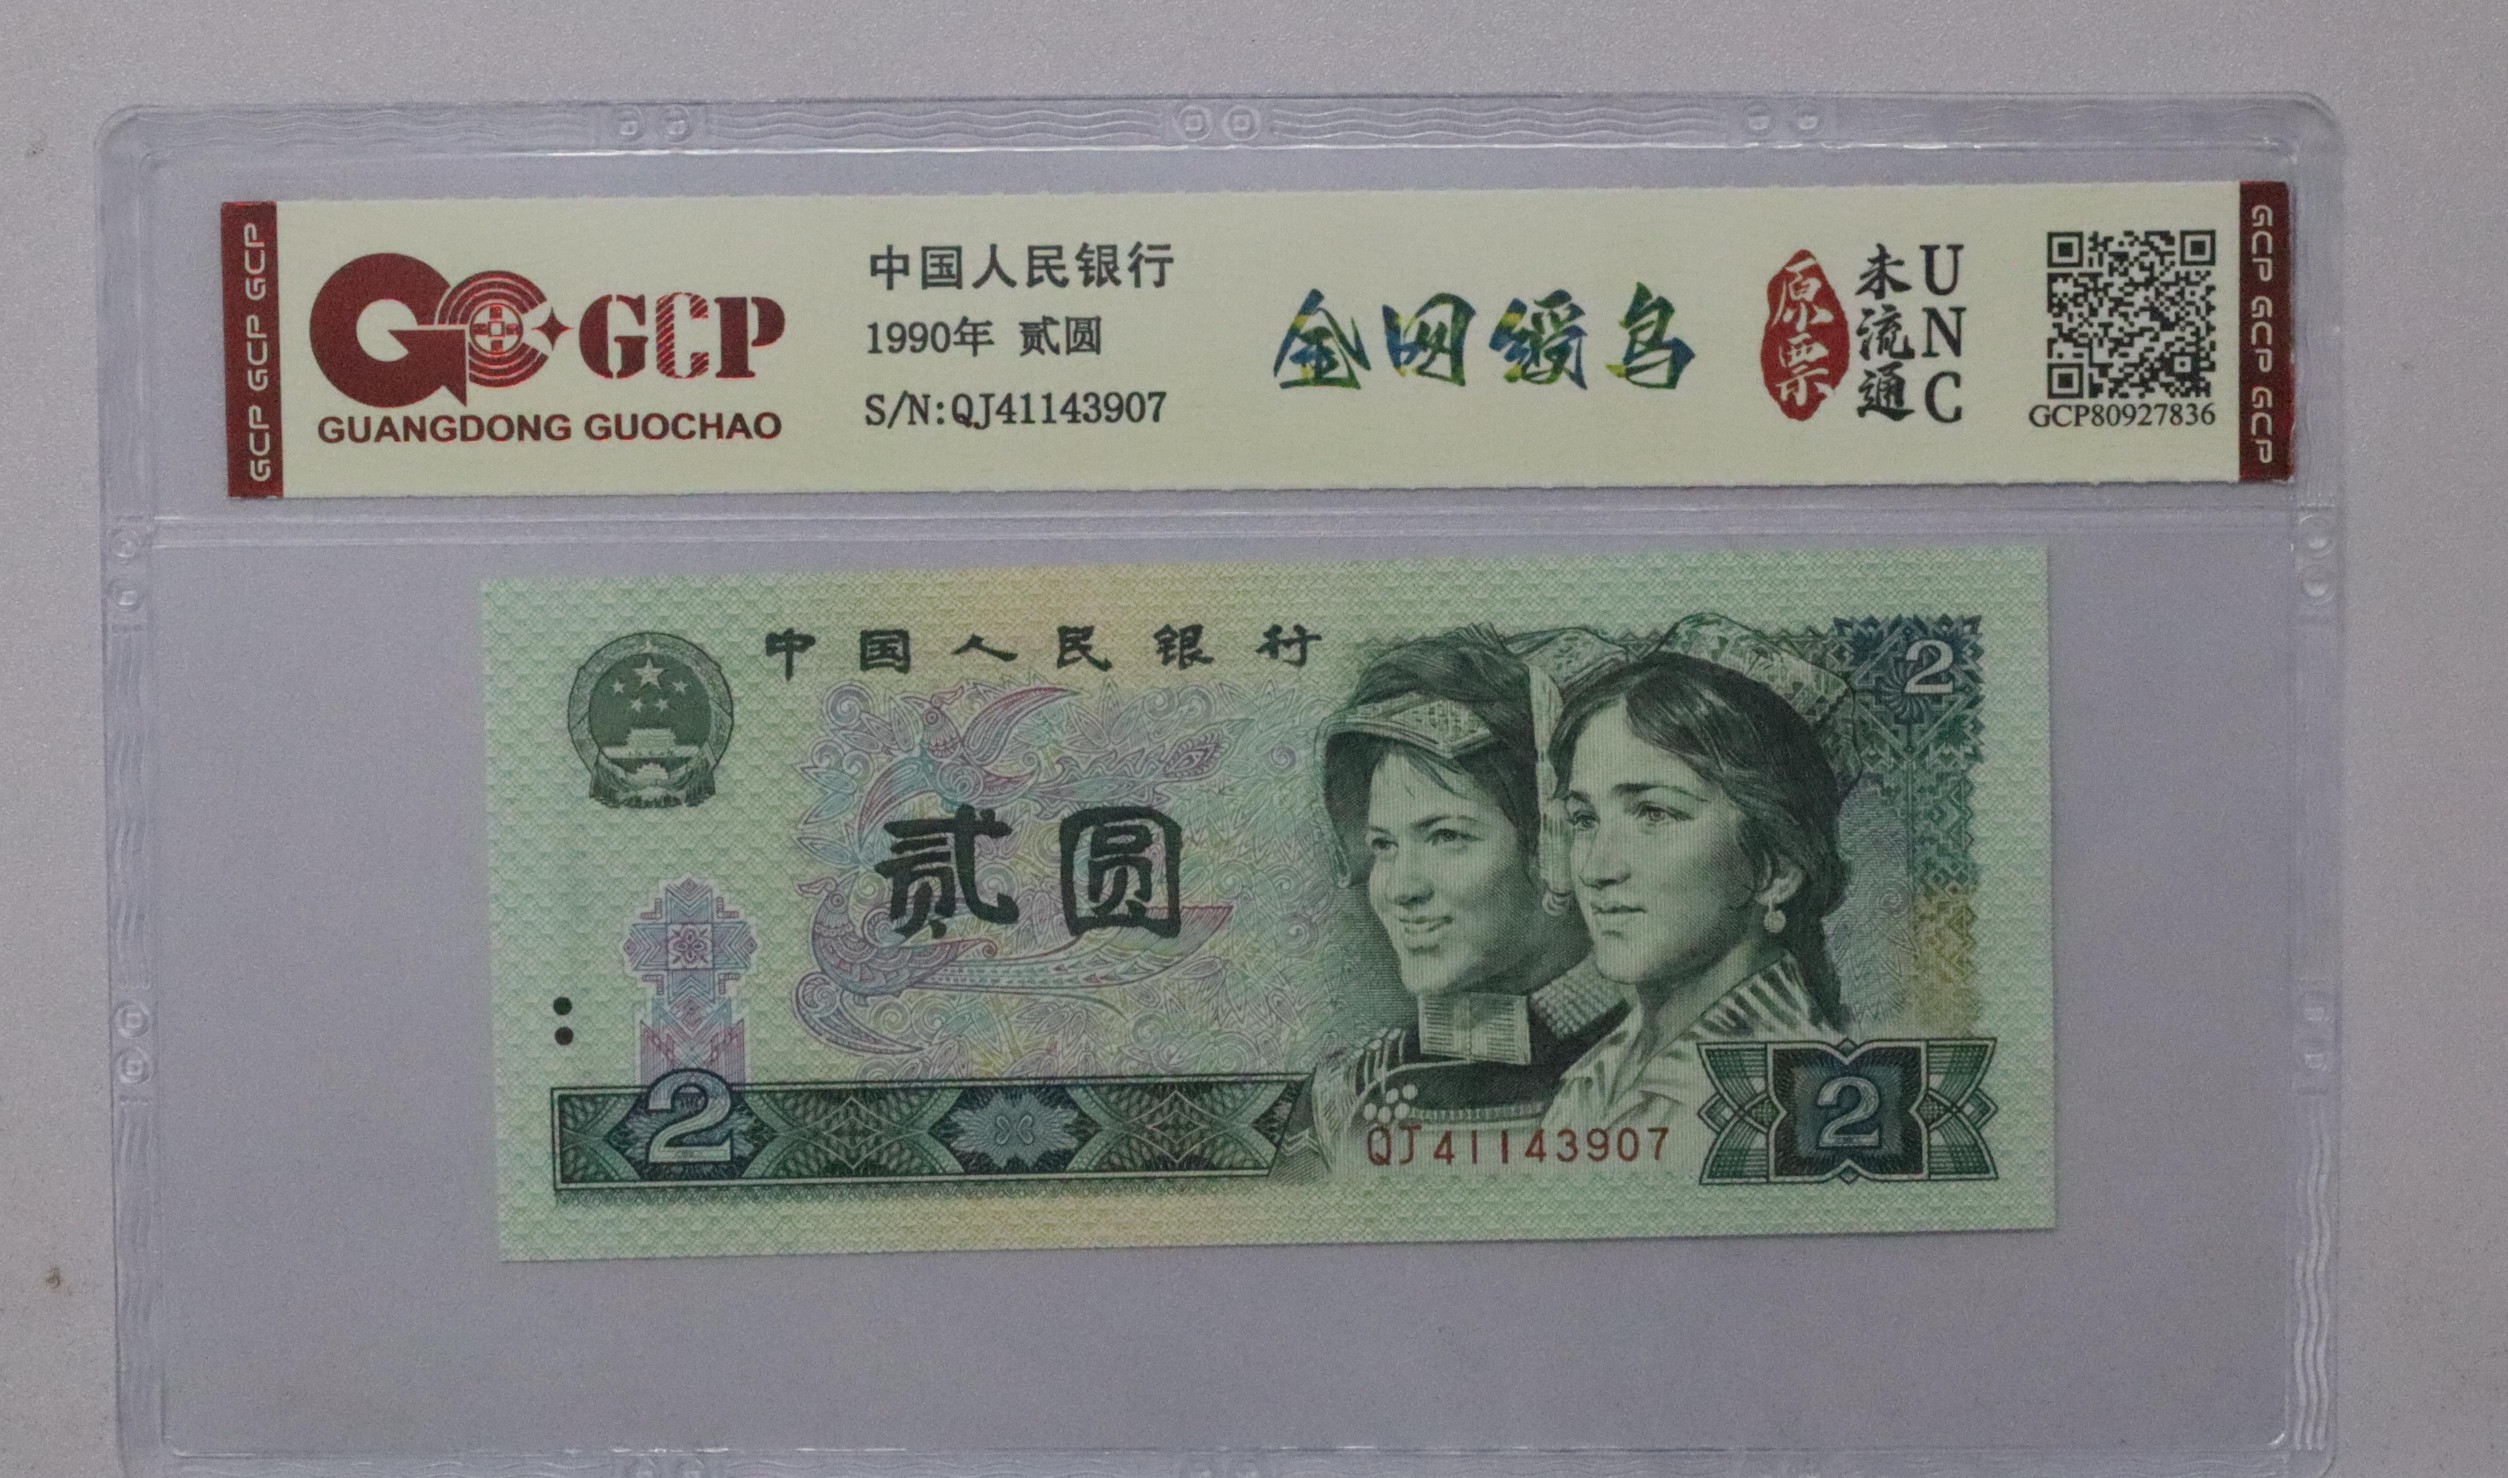 GCP GCP GCP
GCP
GUANGDONG GUOCHAO
中国人民银行
1990年 贰圆
S/N:QJ41143907
金网绶鸟
原票
未流通
UNC
GCP80927836
GCP GCP GCP
中国人民银行
2
贰圆
2
QJ41143907
2